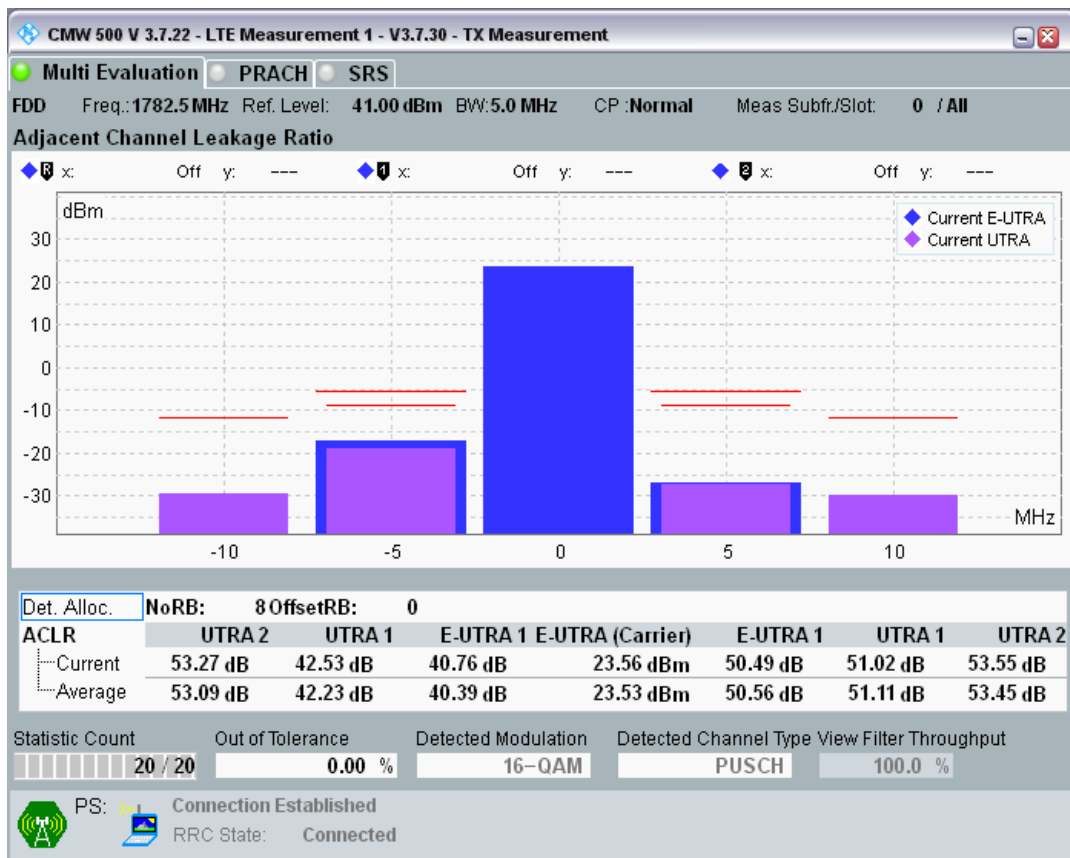 CMW 500 V 3.7.22 - LTE Measurement 1 - V3.7.30 - TX Measurement
Multi Evaluation PRACH SRS
FDD Freq.: 1782.5 MHz Ref. Level: 41.00 dBm BW: 5.0 MHz CP : Normal Meas Subfr./Slot: 0 / All
Adjacent Channel Leakage Ratio
R x: Off y: --- 1 x: Off y: --- 2 x: Off y: ---
dBm
Current E-UTRA
Current UTRA
30
20
10
0
-10
-20
-30
MHz
-10 -5 0 5 10
Det. Alloc. NoRB: 8 OffsetRB: 0
ACLR UTRA 2 UTRA 1 E-UTRA 1 E-UTRA (Carrier) E-UTRA 1 UTRA 1 UTRA 2
Current 53.27 dB 42.53 dB 40.76 dB 23.56 dBm 50.49 dB 51.02 dB 53.55 dB
Average 53.09 dB 42.23 dB 40.39 dB 23.53 dBm 50.56 dB 51.11 dB 53.45 dB
Statistic Count Out of Tolerance Detected Modulation Detected Channel Type View Filter Throughput
20 / 20 0.00 % 16-QAM PUSCH 100.0 %
PS: Connection Established
RRC State: Connected